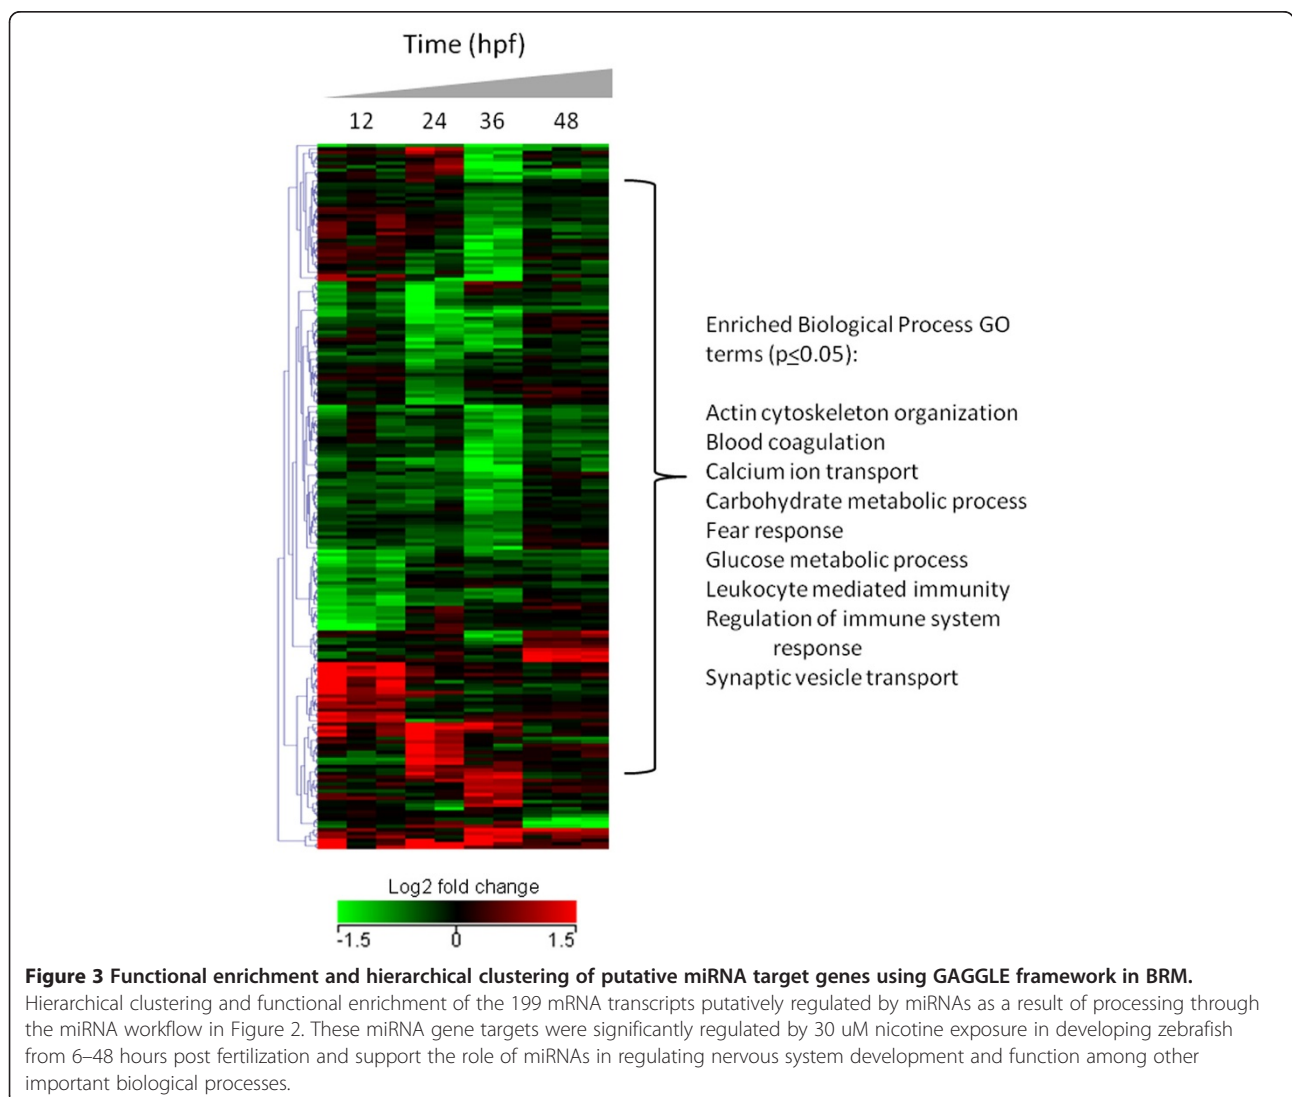 Time (hpf)
12 24 36 48
Enriched Biological Process GO
terms (p≤0.05):
Actin cytoskeleton organization
Blood coagulation
Calcium ion transport
Carbohydrate metabolic process
Fear response
Glucose metabolic process
Leukocyte mediated immunity
Regulation of immune system
response
Synaptic vesicle transport
Log2 fold change
-1.5 0 1.5
Figure 3 Functional enrichment and hierarchical clustering of putative miRNA target genes using GAGGLE framework in BRM.
Hierarchical clustering and functional enrichment of the 199 mRNA transcripts putatively regulated by miRNAs as a result of processing through
the miRNA workflow in Figure 2. These miRNA gene targets were significantly regulated by 30 uM nicotine exposure in developing zebrafish
from 6–48 hours post fertilization and support the role of miRNAs in regulating nervous system development and function among other
important biological processes.